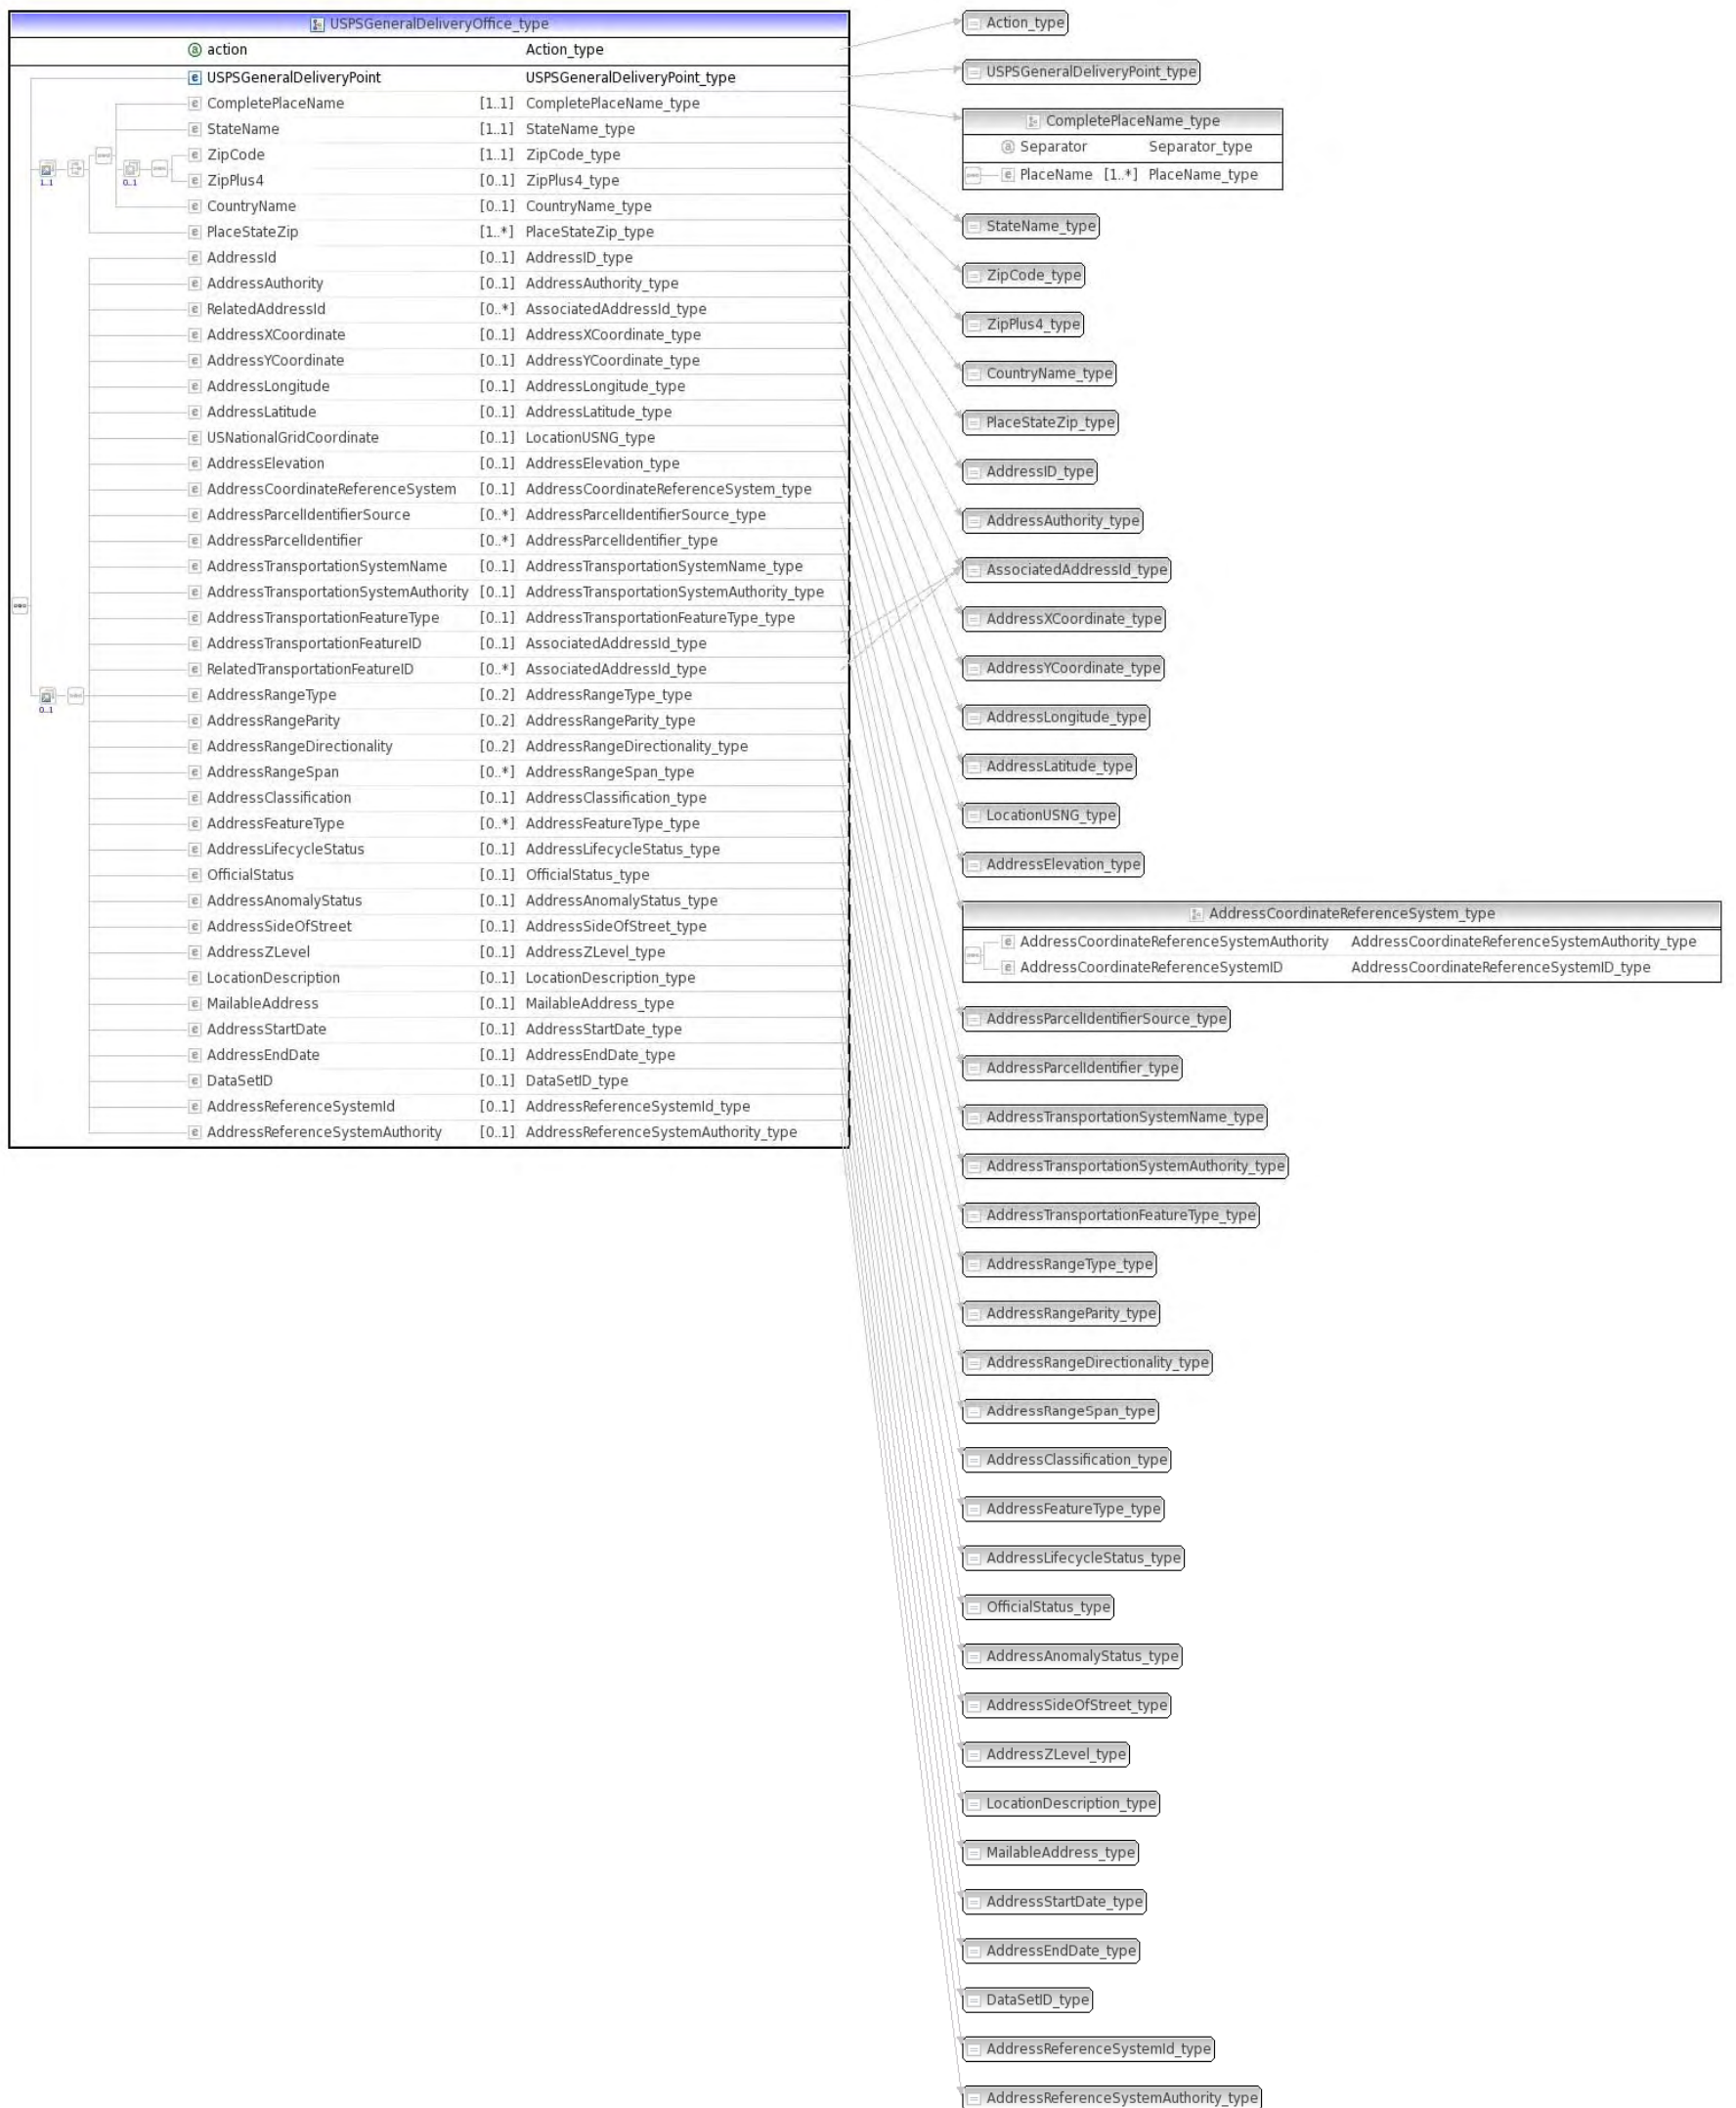 USPSGeneralDeliveryOffice_type
action Action_type
USPSGeneralDeliveryPoint USPSGeneralDeliveryPoint_type
CompletePlaceName [1..1] CompletePlaceName_type
StateName [1..1] StateName_type
ZipCode [1..1] ZipCode_type
ZipPlus4 [0..1] ZipPlus4_type
CountryName [0..1] CountryName_type
PlaceStateZip [1..*] PlaceStateZip_type
AddressId [0..1] AddressID_type
AddressAuthority [0..1] AddressAuthority_type
RelatedAddressId [0..*] AssociatedAddressId_type
AddressXCoordinate [0..1] AddressXCoordinate_type
AddressYCoordinate [0..1] AddressYCoordinate_type
AddressLongitude [0..1] AddressLongitude_type
AddressLatitude [0..1] AddressLatitude_type
USNationalGridCoordinate [0..1] LocationUSNG_type
AddressElevation [0..1] AddressElevation_type
AddressCoordinateReferenceSystem [0..1] AddressCoordinateReferenceSystem_type
AddressParcelIdentifierSource [0..*] AddressParcelIdentifierSource_type
AddressParcelIdentifier [0..*] AddressParcelIdentifier_type
AddressTransportationSystemName [0..1] AddressTransportationSystemName_type
AddressTransportationSystemAuthority [0..1] AddressTransportationSystemAuthority_type
AddressTransportationFeatureType [0..1] AddressTransportationFeatureType_type
AddressTransportationFeatureID [0..1] AssociatedAddressId_type
RelatedTransportationFeatureID [0..*] AssociatedAddressId_type
AddressRangeType [0..2] AddressRangeType_type
AddressRangeParity [0..2] AddressRangeParity_type
AddressRangeDirectionality [0..2] AddressRangeDirectionality_type
AddressRangeSpan [0..*] AddressRangeSpan_type
AddressClassification [0..1] AddressClassification_type
AddressFeatureType [0..*] AddressFeatureType_type
AddressLifecycleStatus [0..1] AddressLifecycleStatus_type
OfficialStatus [0..1] OfficialStatus_type
AddressAnomalyStatus [0..1] AddressAnomalyStatus_type
AddressSideOfStreet [0..1] AddressSideOfStreet_type
AddressZLevel [0..1] AddressZLevel_type
LocationDescription [0..1] LocationDescription_type
MailableAddress [0..1] MailableAddress_type
AddressStartDate [0..1] AddressStartDate_type
AddressEndDate [0..1] AddressEndDate_type
DataSetID [0..1] DataSetID_type
AddressReferenceSystemId [0..1] AddressReferenceSystemId_type
AddressReferenceSystemAuthority [0..1] AddressReferenceSystemAuthority_type
1..1
0..1
0..1
Action_type
USPSGeneralDeliveryPoint_type
CompletePlaceName_type
Separator Separator_type
PlaceName [1..*] PlaceName_type
StateName_type
ZipCode_type
ZipPlus4_type
CountryName_type
PlaceStateZip_type
AddressID_type
AddressAuthority_type
AssociatedAddressId_type
AddressXCoordinate_type
AddressYCoordinate_type
AddressLongitude_type
AddressLatitude_type
LocationUSNG_type
AddressElevation_type
AddressCoordinateReferenceSystem_type
AddressCoordinateReferenceSystemAuthority AddressCoordinateReferenceSystemAuthority_type
AddressCoordinateReferenceSystemID AddressCoordinateReferenceSystemID_type
AddressParcelIdentifierSource_type
AddressParcelIdentifier_type
AddressTransportationSystemName_type
AddressTransportationSystemAuthority_type
AddressTransportationFeatureType_type
AddressRangeType_type
AddressRangeParity_type
AddressRangeDirectionality_type
AddressRangeSpan_type
AddressClassification_type
AddressFeatureType_type
AddressLifecycleStatus_type
OfficialStatus_type
AddressAnomalyStatus_type
AddressSideOfStreet_type
AddressZLevel_type
LocationDescription_type
MailableAddress_type
AddressStartDate_type
AddressEndDate_type
DataSetID_type
AddressReferenceSystemId_type
AddressReferenceSystemAuthority_type